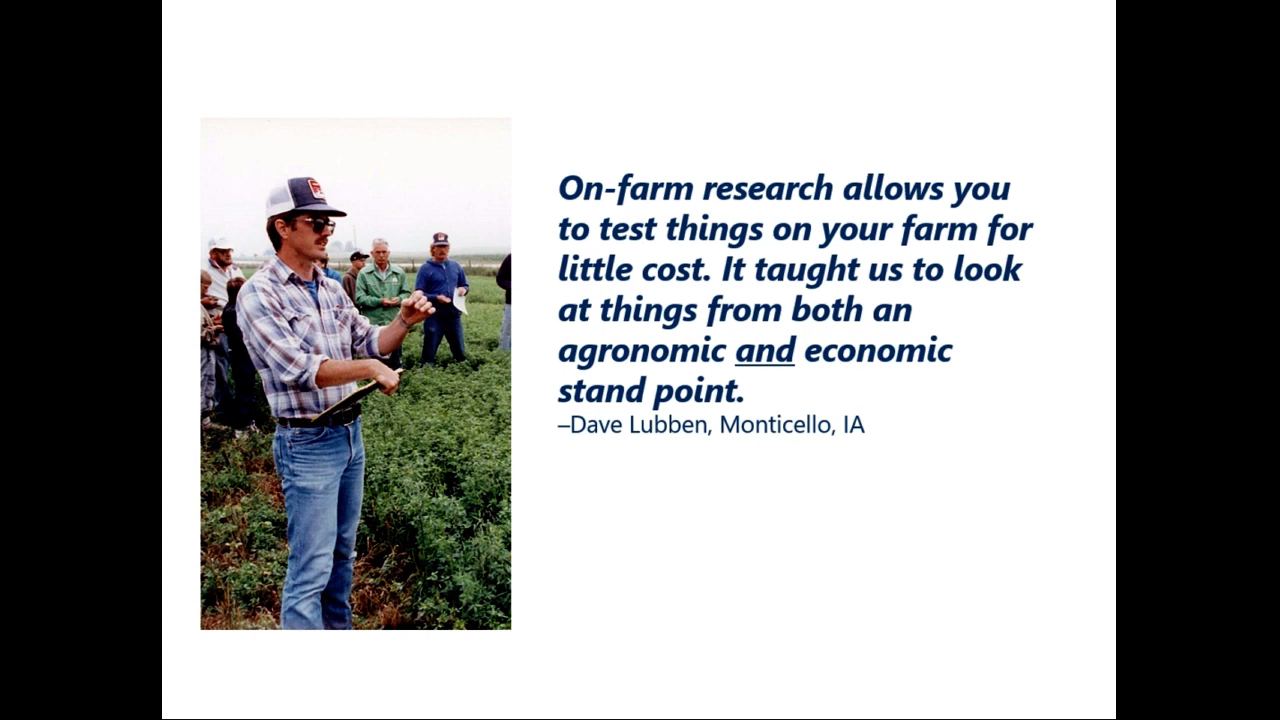 On-farm research allows you
to test things on your farm for
little cost. It taught us to look
at things from both an
agronomic and economic
stand point.
–Dave Lubben, Monticello, IA